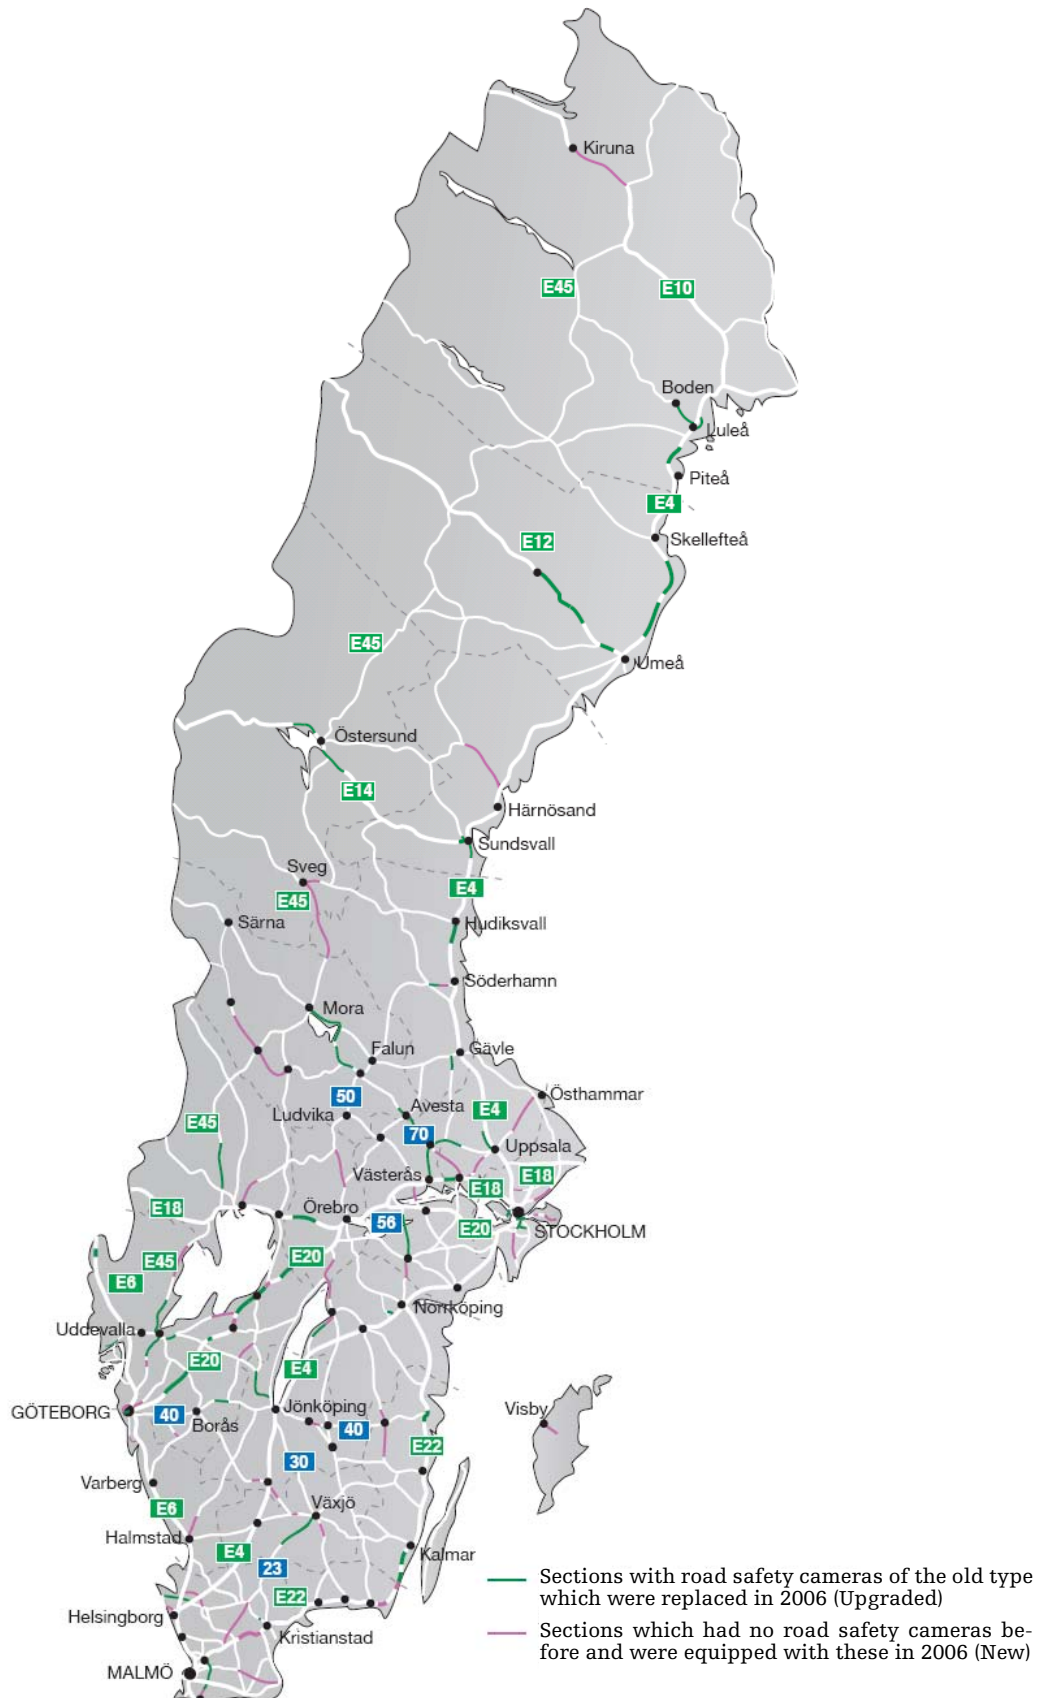 Kiruna
E45
E10
Boden
Luleå
Piteå
E4
Skellefteå
E12
E45
Umeå
Östersund
E14
Härnösand
Sundsvall
Sveg
E4
E45
Särna
Hudiksvall
Söderhamn
Mora
Falun
Gävle
50
Östhammar
Ludvika
Avesta
E4
E45
70
Uppsala
Västerås
E18
E18
E18
Örebro
56
E20
STOCKHOLM
E45
E20
E6
Norrköping
Uddevalla
E20
E4
GÖTEBORG
40
Borås
Jönköping
40
Visby
E22
30
Varberg
E6
Växjö
Halmstad
E4
Kalmar
23
E22
Helsingborg
Kristianstad
MALMÖ
Sections with road safety cameras of the old type
which were replaced in 2006 (Upgraded)
Sections which had no road safety cameras be-
fore and were equipped with these in 2006 (New)